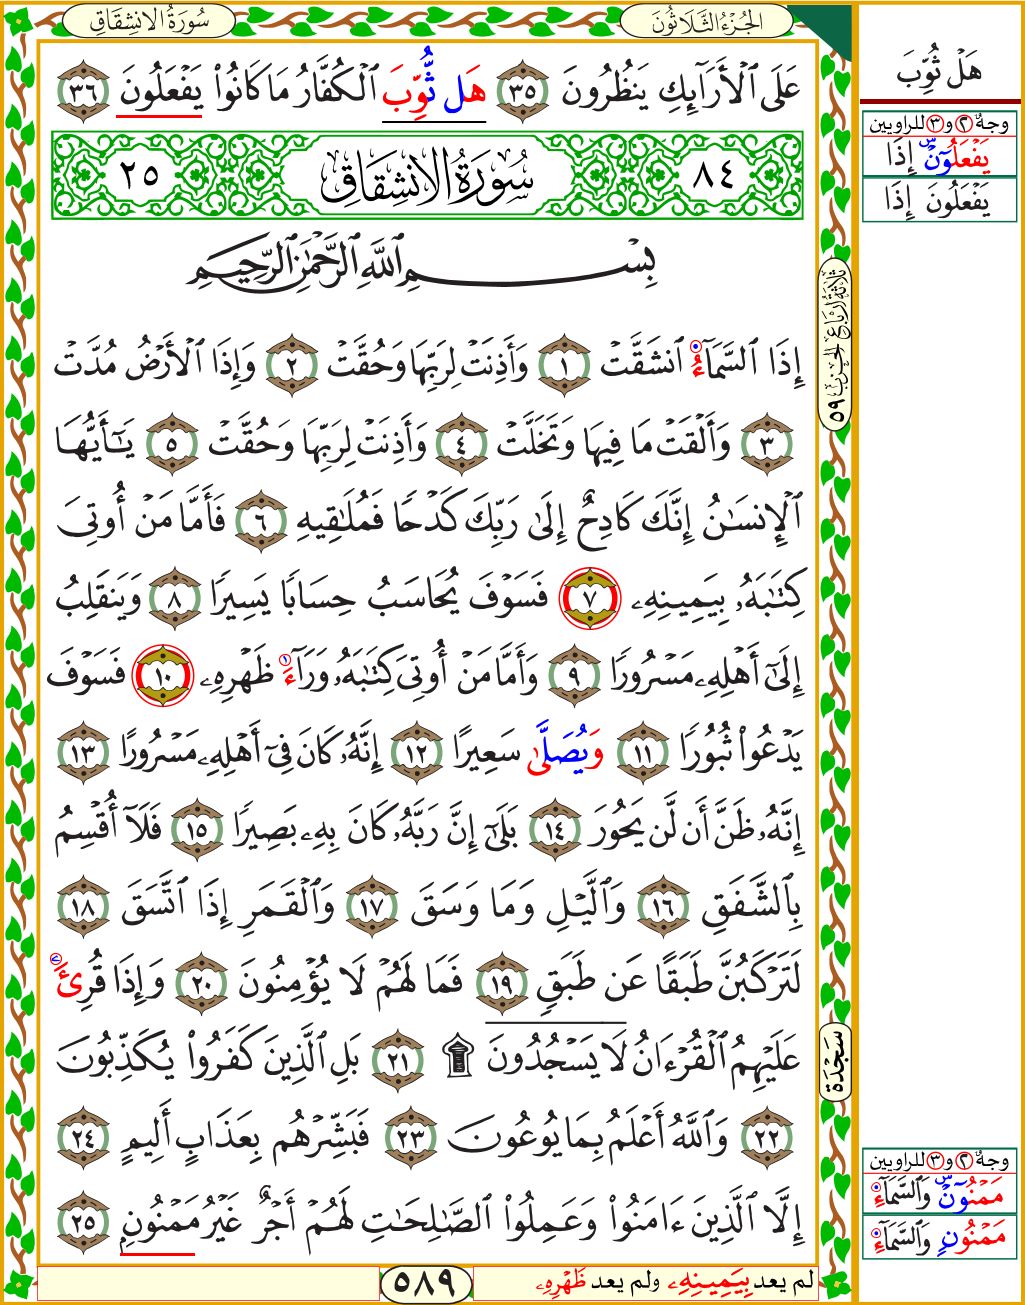 سُورَةُ الانشِقَاقِ
الجُزْءُ الثَّلَاثُونَ
عَلَى ٱلْأَرَآئِكِ يَنظُرُونَ ٣٥ هَل ثُّوِّبَ ٱلْكُفَّارُ مَا كَانُوا۟ يَفْعَلُونَ ٣٦
٨٤ سُورَةُ الانشِقَاقِ ٢٥
بِسْمِ ٱللَّهِ ٱلرَّحْمَٰنِ ٱلرَّحِيمِ
إِذَا ٱلسَّمَآءُ ٱنشَقَّتْ ١ وَأَذِنَتْ لِرَبِّهَا وَحُقَّتْ ٢ وَإِذَا ٱلْأَرْضُ مُدَّتْ
٣ وَأَلْقَتْ مَا فِيهَا وَتَخَلَّتْ ٤ وَأَذِنَتْ لِرَبِّهَا وَحُقَّتْ ٥ يَٰٓأَيُّهَا
ٱلْإِنسَٰنُ إِنَّكَ كَادِحٌ إِلَىٰ رَبِّكَ كَدْحًا فَمُلَٰقِيهِ ٦ فَأَمَّا مَنْ أُوتِىَ
كِتَٰبَهُۥ بِيَمِينِهِۦ ٧ فَسَوْفَ يُحَاسَبُ حِسَابًا يَسِيرًا ٨ وَيَنقَلِبُ
إِلَىٰٓ أَهْلِهِۦ مَسْرُورًا ٩ وَأَمَّا مَنْ أُوتِىَ كِتَٰبَهُۥ وَرَآءَ ظَهْرِهِۦ ١٠ فَسَوْفَ
يَدْعُوا۟ ثُبُورًا ١١ وَيُصَلَّىٰ سَعِيرًا ١٢ إِنَّهُۥ كَانَ فِىٓ أَهْلِهِۦ مَسْرُورًا ١٣
إِنَّهُۥ ظَنَّ أَن لَّن يَحُورَ ١٤ بَلَىٰٓ إِنَّ رَبَّهُۥ كَانَ بِهِۦ بَصِيرًا ١٥ فَلَآ أُقْسِمُ
بِٱلشَّفَقِ ١٦ وَٱلَّيْلِ وَمَا وَسَقَ ١٧ وَٱلْقَمَرِ إِذَا ٱتَّسَقَ ١٨
لَتَرْكَبُنَّ طَبَقًا عَن طَبَقٍ ١٩ فَمَا لَهُمْ لَا يُؤْمِنُونَ ٢٠ وَإِذَا قُرِئَ
عَلَيْهِمُ ٱلْقُرْءَانُ لَا يَسْجُدُونَ ۩ ٢١ بَلِ ٱلَّذِينَ كَفَرُوا۟ يُكَذِّبُونَ
٢٢ وَٱللَّهُ أَعْلَمُ بِمَا يُوعُونَ ٢٣ فَبَشِّرْهُم بِعَذَابٍ أَلِيمٍ ٢٤
إِلَّا ٱلَّذِينَ ءَامَنُوا۟ وَعَمِلُوا۟ ٱلصَّٰلِحَٰتِ لَهُمْ أَجْرٌ غَيْرُ مَمْنُونٍ ٢٥
لم يعد بِيَمِينِهِۦ ولم يعد ظَهْرِهِۦ
٥٨٩
ثلاثة أرباع الحزب ٥٩
سَجْدَة
هَلْ ثُوِّبَ
وجهُ ٢ و ٣ للراويين
يَفْعَلُونَ إِذَا
يَفْعَلُونَ إِذَا
وجهُ ٢ و ٣ للراويين
مَمْنُونٍ وَٱلسَّمَآءِ
مَمْنُونٍ وَٱلسَّمَآءِ